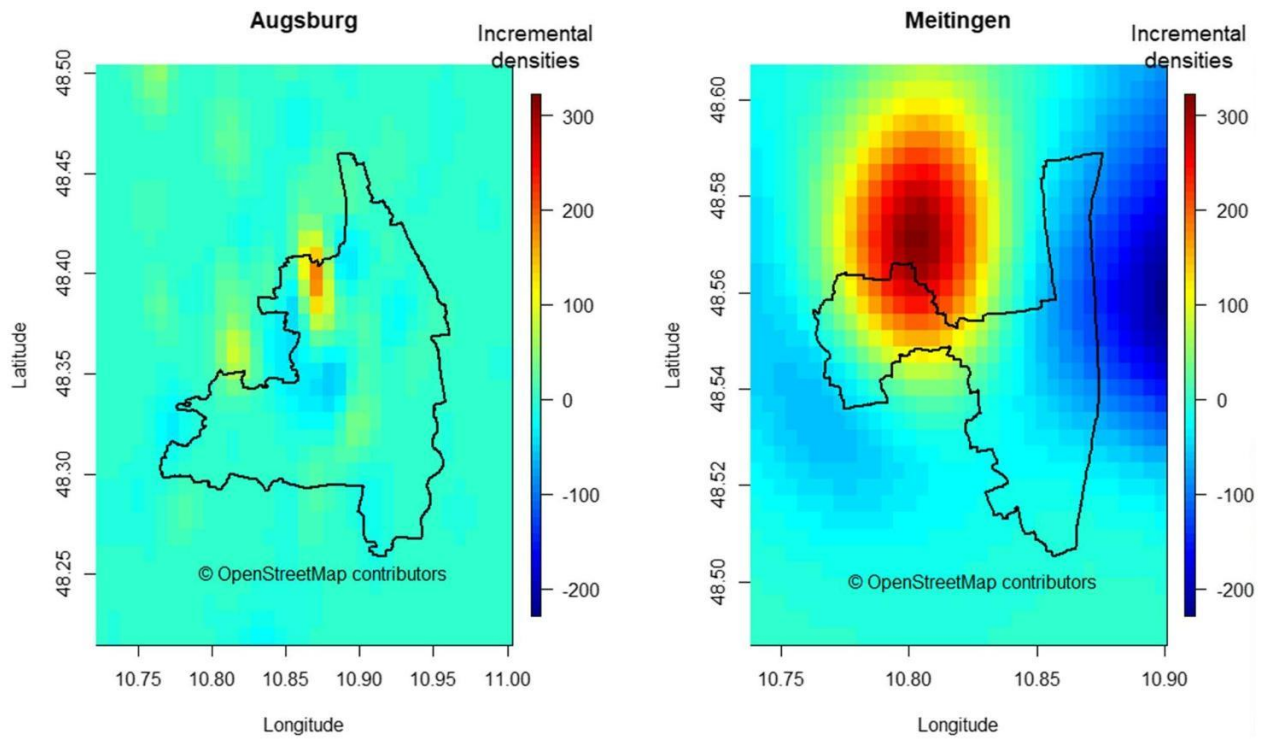 Augsburg
Incremental
densities
48.50
48.45
48.40
48.35
48.30
48.25
Latitude
300
200
100
0
-100
-200
© OpenStreetMap contributors
10.75 10.80 10.85 10.90 10.95 11.00
Longitude
Meitingen
Incremental
densities
48.60
48.58
48.56
48.54
48.52
48.50
Latitude
300
200
100
0
-100
-200
© OpenStreetMap contributors
10.75 10.80 10.85 10.90
Longitude